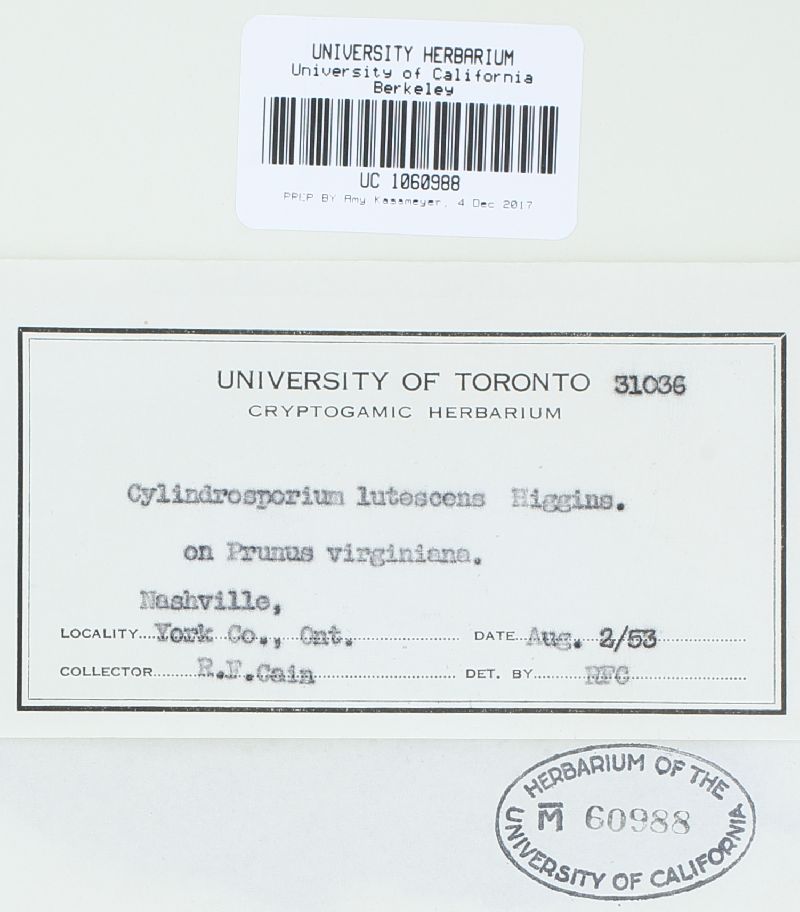 UNIVERSITY HERBARIUM
University of California
Berkeley
UC 1060988
PREP BY Amy Kasameyer, 4 Dec 2017
UNIVERSITY OF TORONTO 31036
CRYPTOGAMIC HERBARIUM
Cylindrosporium lutescens Higgins.
on Prunus virginiana.
Nashville,
LOCALITY....York Co., Ont. DATE...Aug. 2/53
COLLECTOR........R.F.Cain DET. BY..........RFC
HERBARIUM OF THE
M 60988
UNIVERSITY OF CALIFORNIA